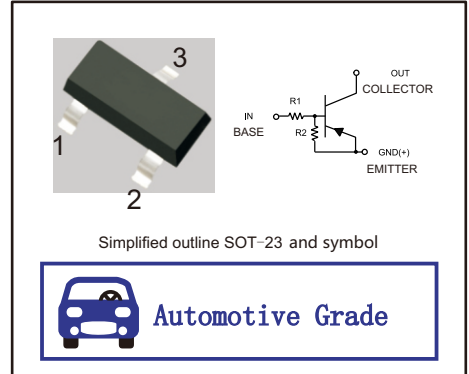 3
1
2
OUT
COLLECTOR
R1
IN
BASE
R2
GND(+)
EMITTER
Simplified outline SOT-23 and symbol
Automotive Grade